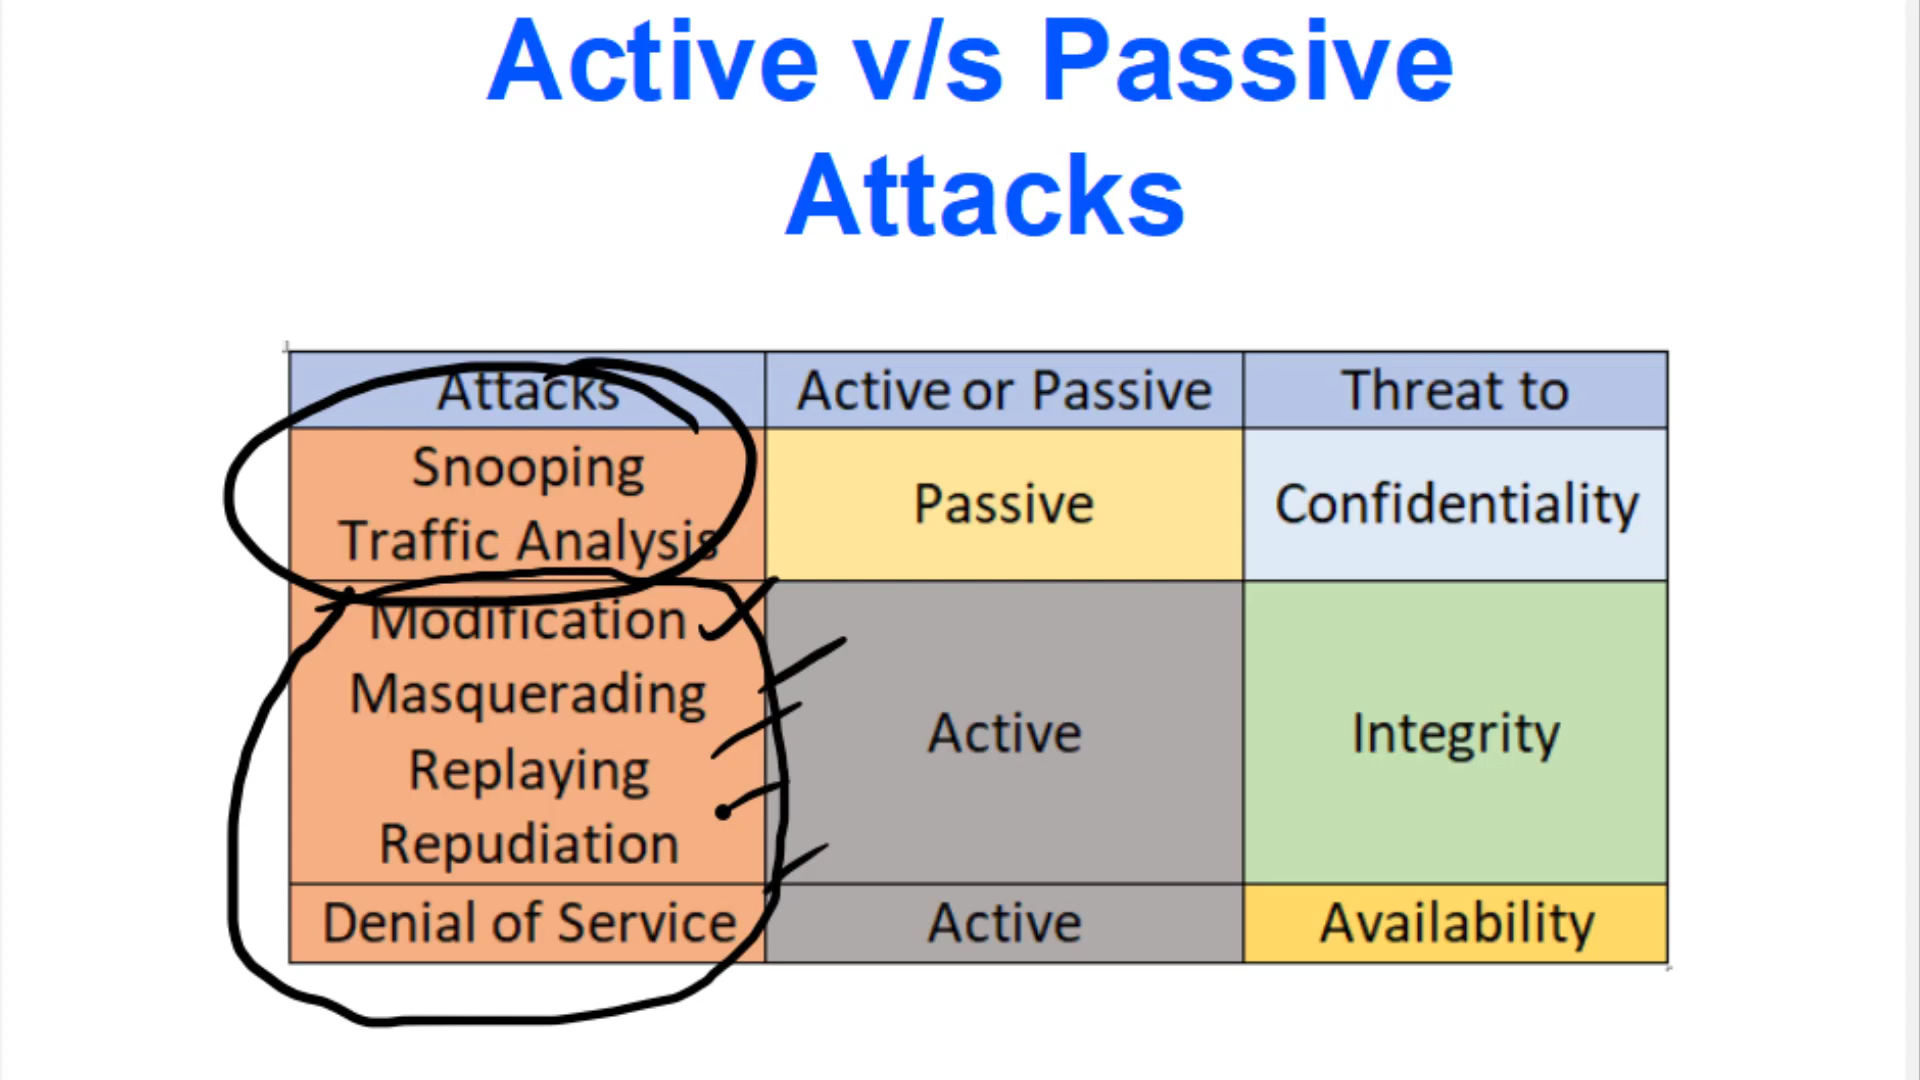 Active v/s Passive
Attacks
Attacks Active or Passive Threat to
Snooping
Traffic Analysis
Passive Confidentiality
Modification
Masquerading
Replaying
Repudiation
Active Integrity
Denial of Service Active Availability